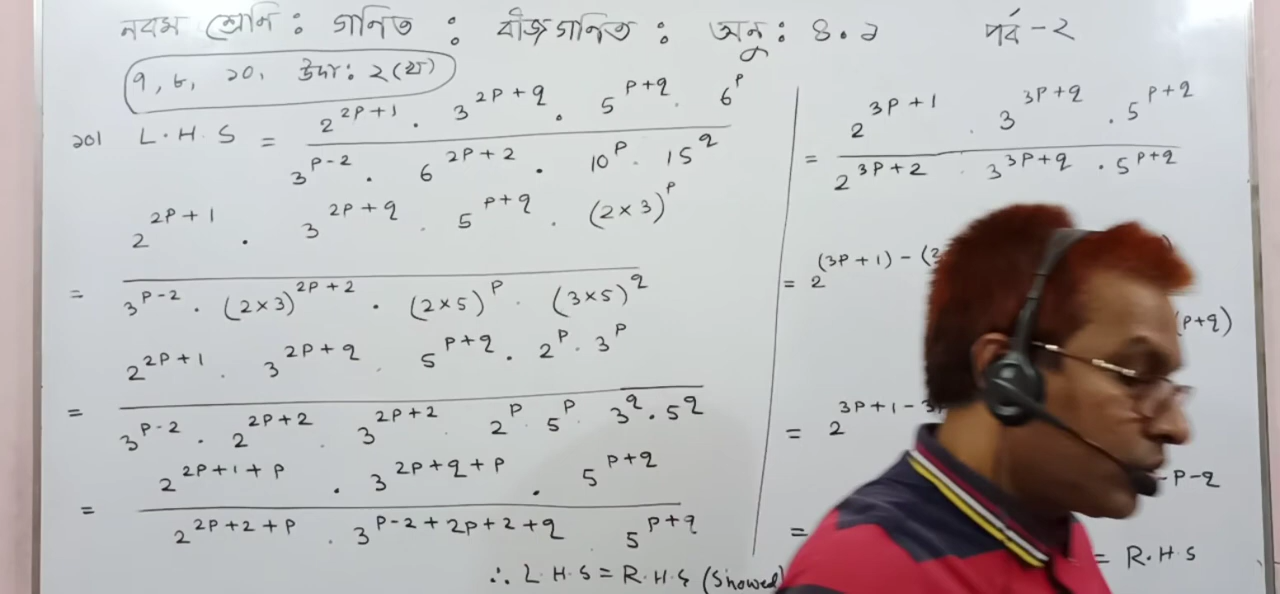 নবম শ্রেনি : গনিত : বীজগনিত : অনু : ৪.১ পর্ব - ২
৭, ৮, ১০, উদা: ২(খ)
১০। L.H.S = 2^{2P+1} . 3^{2P+q} . 5^{P+q} . 6^P / 3^{P-2} . 6^{2P+2} . 10^P . 15^q
= 2^{2P+1} . 3^{2P+q} . 5^{P+q} . (2×3)^P / 3^{P-2} . (2×3)^{2P+2} . (2×5)^P . (3×5)^q
= 2^{2P+1} . 3^{2P+q} . 5^{P+q} . 2^P . 3^P / 3^{P-2} . 2^{2P+2} . 3^{2P+2} 2^P . 5^P 3^q . 5^q
= 2^{2P+1+P} . 3^{2P+q+P} . 5^{P+q} / 2^{2P+2+P} . 3^{P-2+2P+2+q} 5^{P+q}
= 2^{3P+1} . 3^{3P+q} . 5^{P+q} / 2^{3P+2} . 3^{3P+q} . 5^{P+q}
= 2^{(3P+1)-(3
(P+q)
= 2^{3P+1-3P
-P-q
=
= R.H.S
∴ L.H.S = R.H.S (Showed)